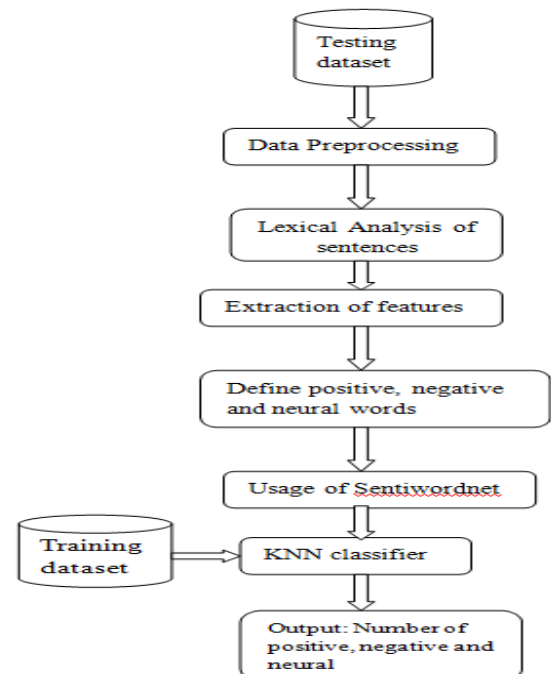 Testing
dataset
Data Preprocessing
Lexical Analysis of
sentences
Extraction of features
Define positive, negative
and neural words
Usage of Sentiwordnet
Training
dataset
KNN classifier
Output: Number of
positive, negative and
neural